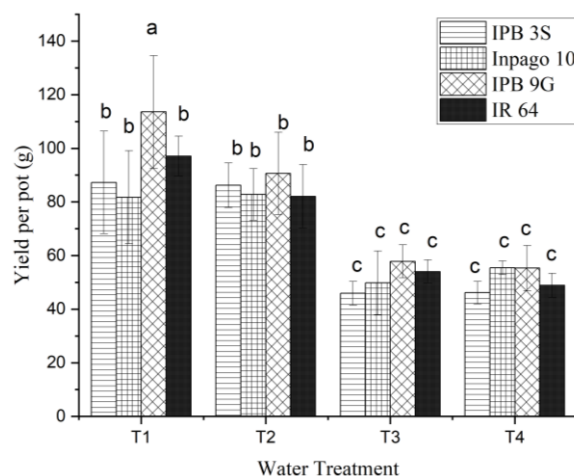 140
120
100
80
60
40
20
0
Yield per pot (g)
IPB 3S
Inpago 10
IPB 9G
IR 64
b b a b
b b b b
c c c c
c c c c
T1 T2 T3 T4
Water Treatment